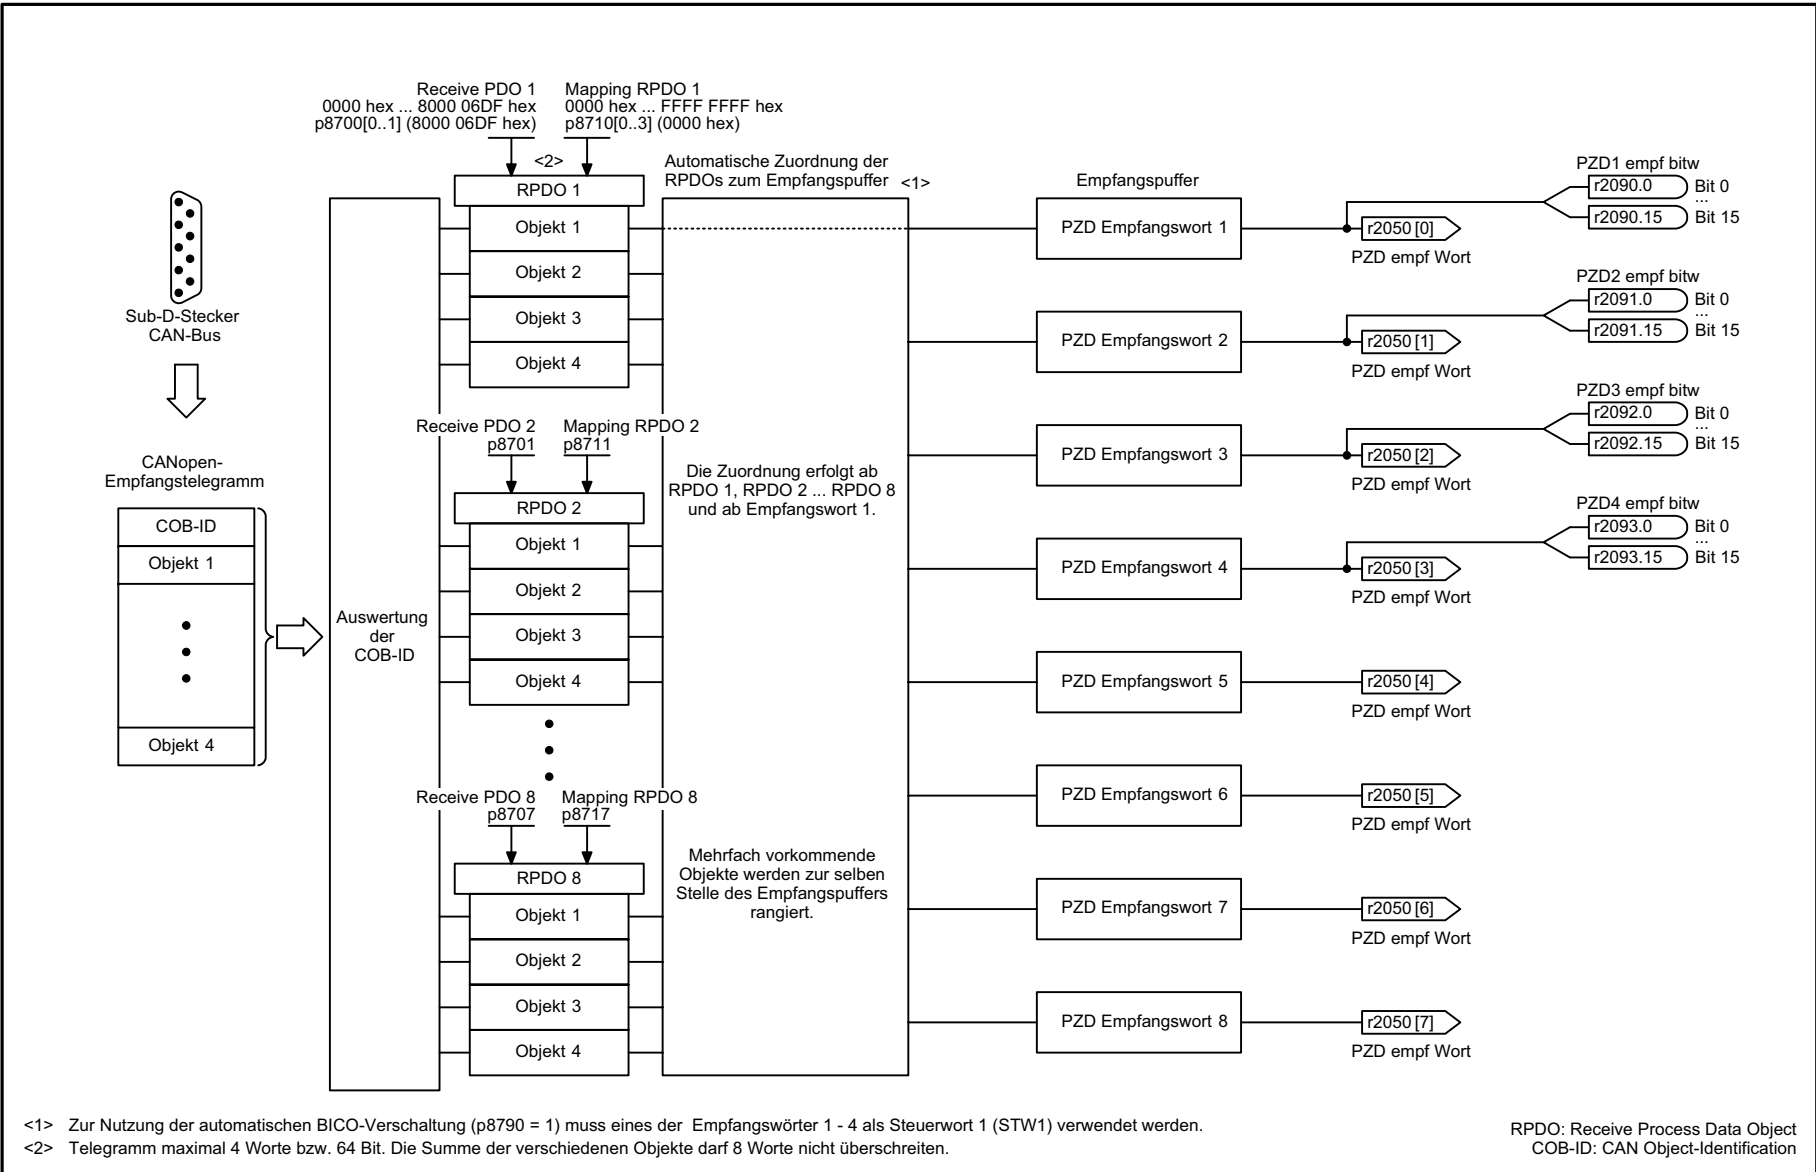 Receive PDO 1
0000 hex ... 8000 06DF hex
p8700[0..1] (8000 06DF hex)
Mapping RPDO 1
0000 hex ... FFFF FFFF hex
p8710[0..3] (0000 hex)
<2>
RPDO 1
Objekt 1
Objekt 2
Objekt 3
Objekt 4
Receive PDO 2
p8701
Mapping RPDO 2
p8711
RPDO 2
Objekt 1
Objekt 2
Objekt 3
Objekt 4
Receive PDO 8
p8707
Mapping RPDO 8
p8717
RPDO 8
Objekt 1
Objekt 2
Objekt 3
Objekt 4
Sub-D-Stecker
CAN-Bus
CANopen-
Empfangstelegramm
COB-ID
Objekt 1
Objekt 4
Auswertung
der
COB-ID
Automatische Zuordnung der
RPDOs zum Empfangspuffer <1>
Die Zuordnung erfolgt ab
RPDO 1, RPDO 2 ... RPDO 8
und ab Empfangswort 1.
Mehrfach vorkommende
Objekte werden zur selben
Stelle des Empfangspuffers
rangiert.
Empfangspuffer
PZD Empfangswort 1
PZD Empfangswort 2
PZD Empfangswort 3
PZD Empfangswort 4
PZD Empfangswort 5
PZD Empfangswort 6
PZD Empfangswort 7
PZD Empfangswort 8
r2050 [0]
PZD empf Wort
r2050 [1]
PZD empf Wort
r2050 [2]
PZD empf Wort
r2050 [3]
PZD empf Wort
r2050 [4]
PZD empf Wort
r2050 [5]
PZD empf Wort
r2050 [6]
PZD empf Wort
r2050 [7]
PZD empf Wort
PZD1 empf bitw
r2090.0 Bit 0
...
r2090.15 Bit 15
PZD2 empf bitw
r2091.0 Bit 0
...
r2091.15 Bit 15
PZD3 empf bitw
r2092.0 Bit 0
...
r2092.15 Bit 15
PZD4 empf bitw
r2093.0 Bit 0
...
r2093.15 Bit 15
<1> Zur Nutzung der automatischen BICO-Verschaltung (p8790 = 1) muss eines der Empfangswörter 1 - 4 als Steuerwort 1 (STW1) verwendet werden.
<2> Telegramm maximal 4 Worte bzw. 64 Bit. Die Summe der verschiedenen Objekte darf 8 Worte nicht überschreiten.
RPDO: Receive Process Data Object
COB-ID: CAN Object-Identification